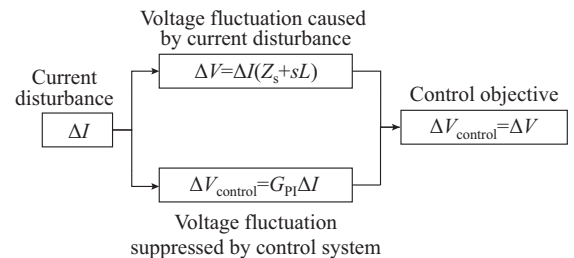 Voltage fluctuation caused
by current disturbance
ΔV=ΔI(Zs+sL)
Current
disturbance
ΔI
Control objective
ΔVcontrol=ΔV
ΔVcontrol=GPIΔI
Voltage fluctuation
suppressed by control system